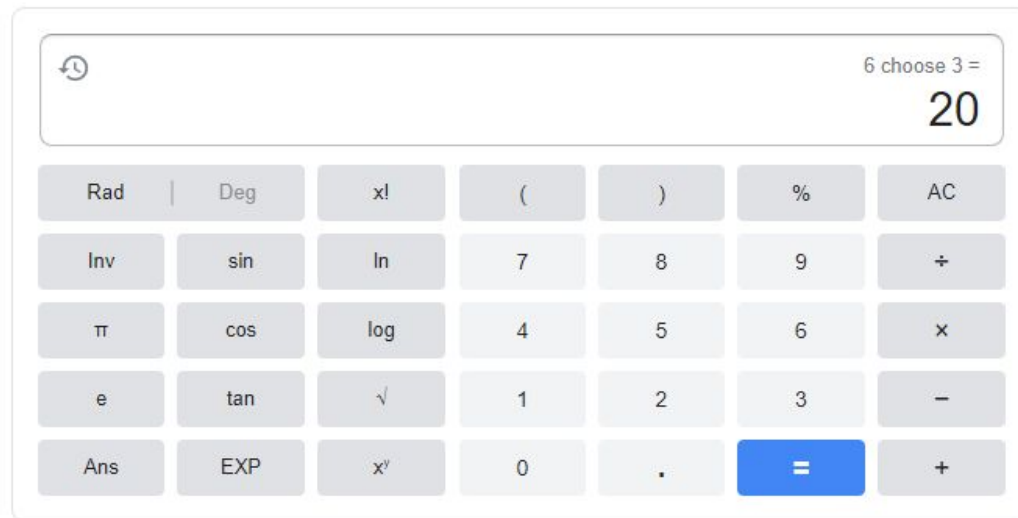 6 choose 3 =
20
Rad | Deg x! ( ) % AC
Inv sin ln 7 8 9 ÷
π cos log 4 5 6 ×
e tan √ 1 2 3 −
Ans EXP xʸ 0 . = +